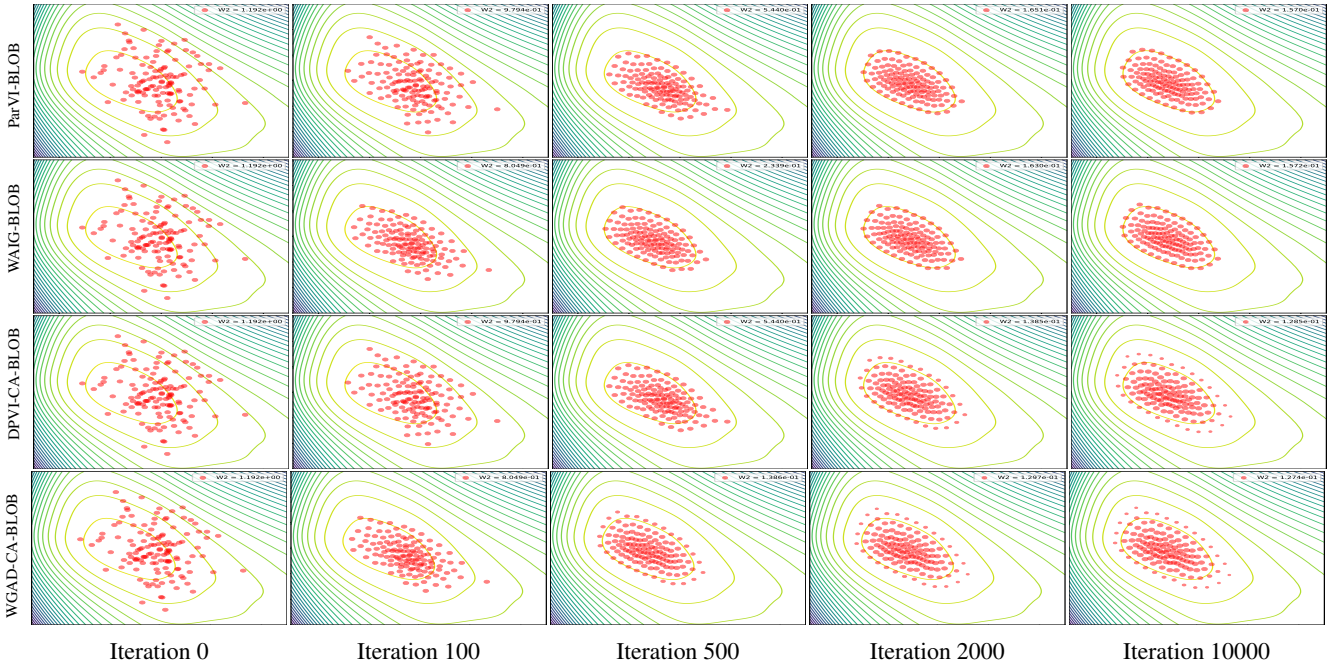 ParVI-BLOB
W2 = 1.192e+00
W2 = 9.794e-01
W2 = 5.440e-01
W2 = 1.651e-01
W2 = 1.570e-01
WAIG-BLOB
W2 = 1.192e+00
W2 = 8.049e-01
W2 = 2.339e-01
W2 = 1.630e-01
W2 = 1.572e-01
DPVI-CA-BLOB
W2 = 1.192e+00
W2 = 9.794e-01
W2 = 5.440e-01
W2 = 1.385e-01
W2 = 1.285e-01
WGAD-CA-BLOB
W2 = 1.192e+00
W2 = 8.049e-01
W2 = 1.386e-01
W2 = 1.297e-01
W2 = 1.274e-01
Iteration 0
Iteration 100
Iteration 500
Iteration 2000
Iteration 10000